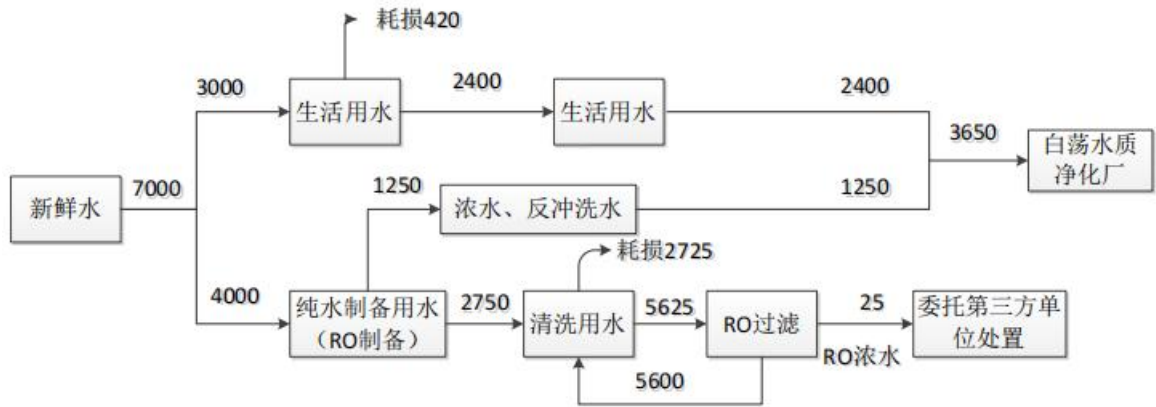 耗损420
3000
生活用水
2400
生活用水
2400
3650
白荡水质
净化厂
新鲜水
7000
1250
浓水、反冲洗水
1250
耗损2725
4000
纯水制备用水
（RO制备）
2750
清洗用水
5625
RO过滤
25
RO浓水
委托第三方单
位处置
5600